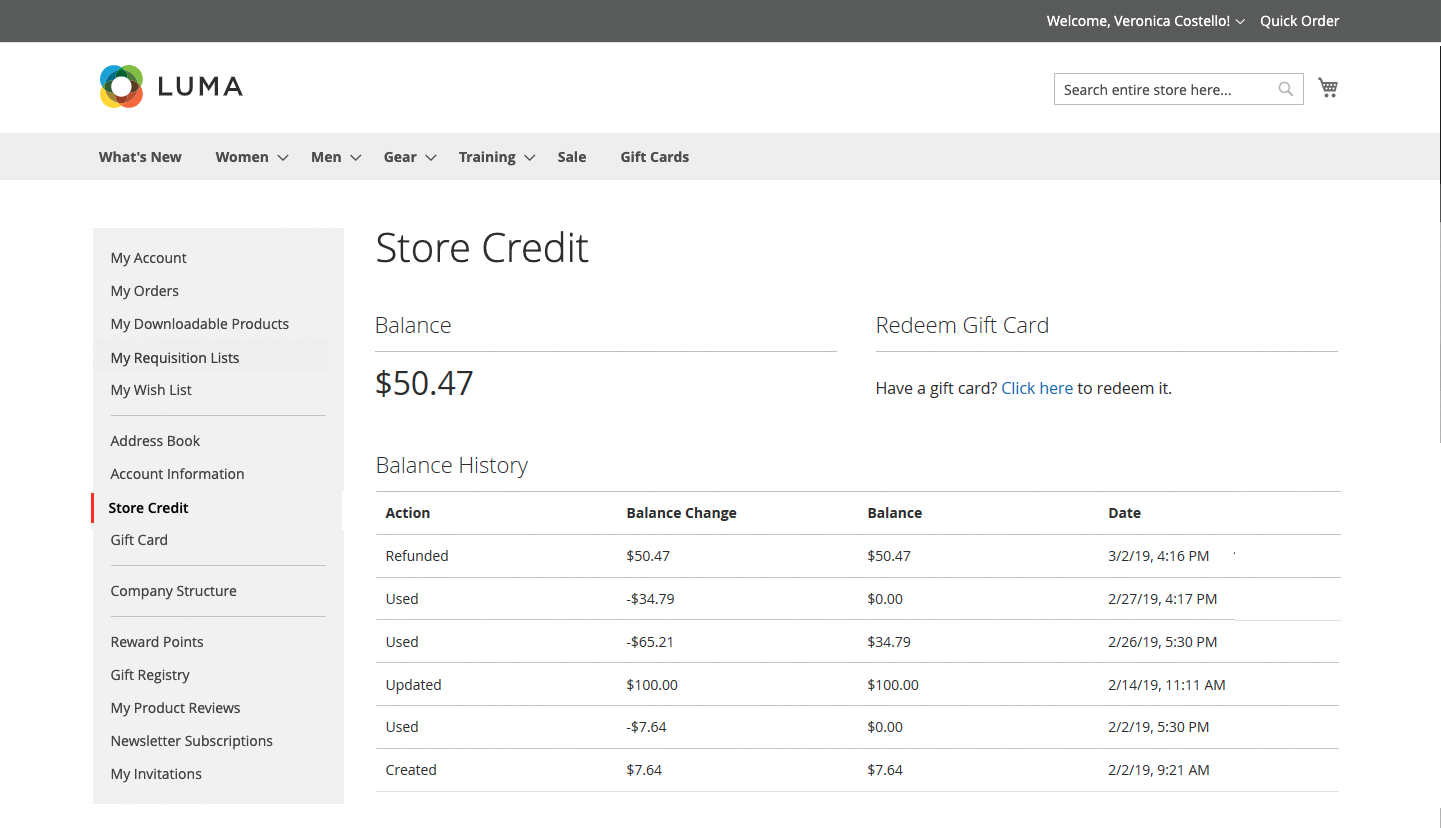 Welcome, Veronica Costello! Quick Order
LUMA
Search entire store here...
What's New Women Men Gear Training Sale Gift Cards
My Account
My Orders
My Downloadable Products
My Requisition Lists
My Wish List
Address Book
Account Information
Store Credit
Gift Card
Company Structure
Reward Points
Gift Registry
My Product Reviews
Newsletter Subscriptions
My Invitations
Store Credit
Balance
$50.47
Redeem Gift Card
Have a gift card? Click here to redeem it.
Balance History
Action Balance Change Balance Date
Refunded $50.47 $50.47 3/2/19, 4:16 PM
Used -$34.79 $0.00 2/27/19, 4:17 PM
Used -$65.21 $34.79 2/26/19, 5:30 PM
Updated $100.00 $100.00 2/14/19, 11:11 AM
Used -$7.64 $0.00 2/2/19, 5:30 PM
Created $7.64 $7.64 2/2/19, 9:21 AM